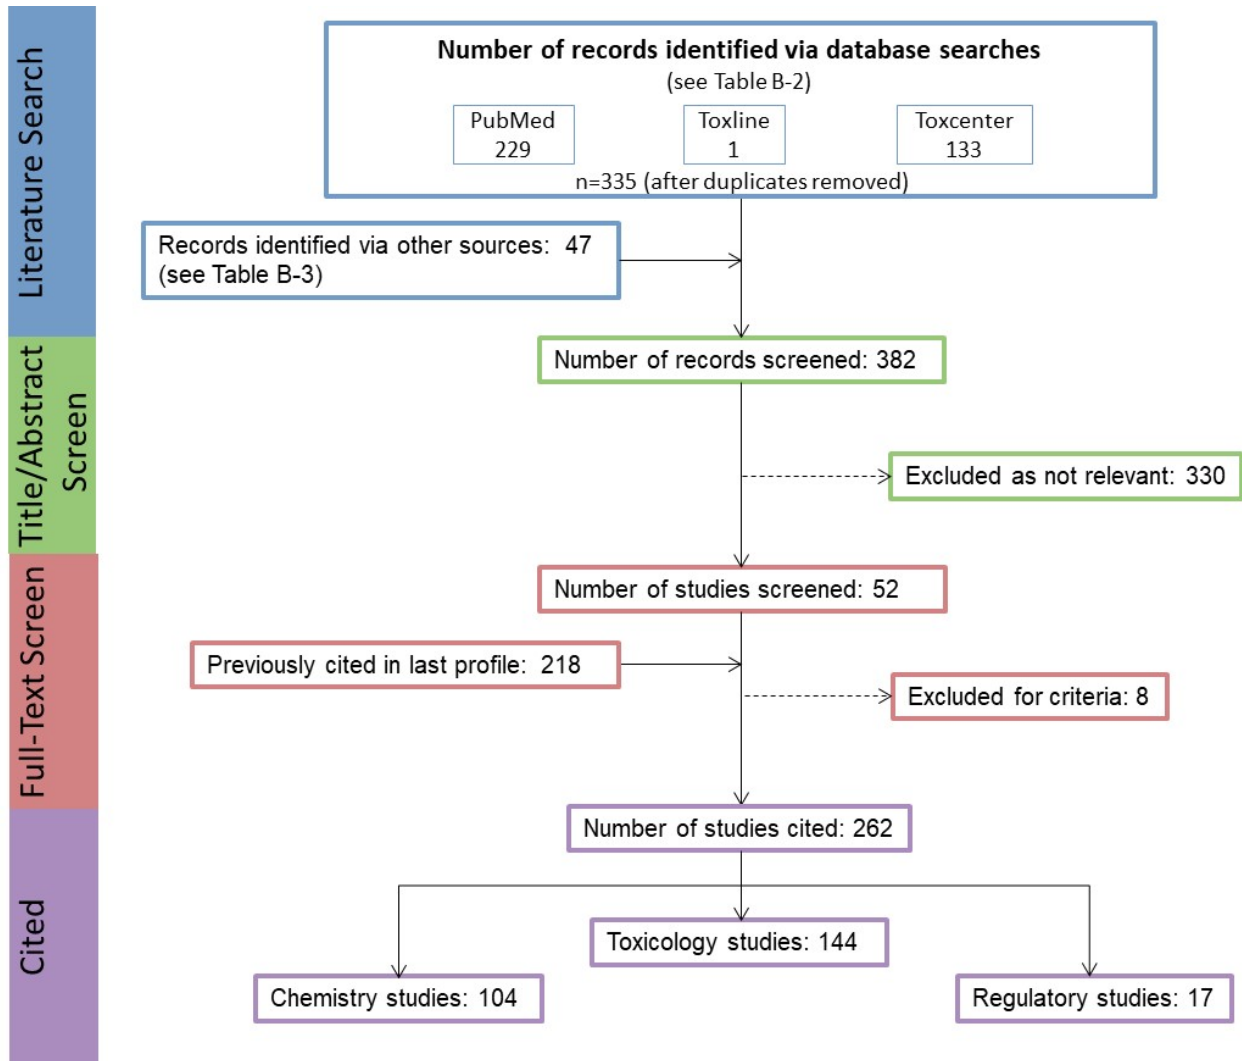 Literature Search
Number of records identified via database searches
(see Table B-2)
PubMed
229
Toxline
1
Toxcenter
133
n=335 (after duplicates removed)
Records identified via other sources: 47
(see Table B-3)
Title/Abstract
Screen
Number of records screened: 382
Excluded as not relevant: 330
Full-Text Screen
Number of studies screened: 52
Previously cited in last profile: 218
Excluded for criteria: 8
Cited
Number of studies cited: 262
Toxicology studies: 144
Chemistry studies: 104
Regulatory studies: 17